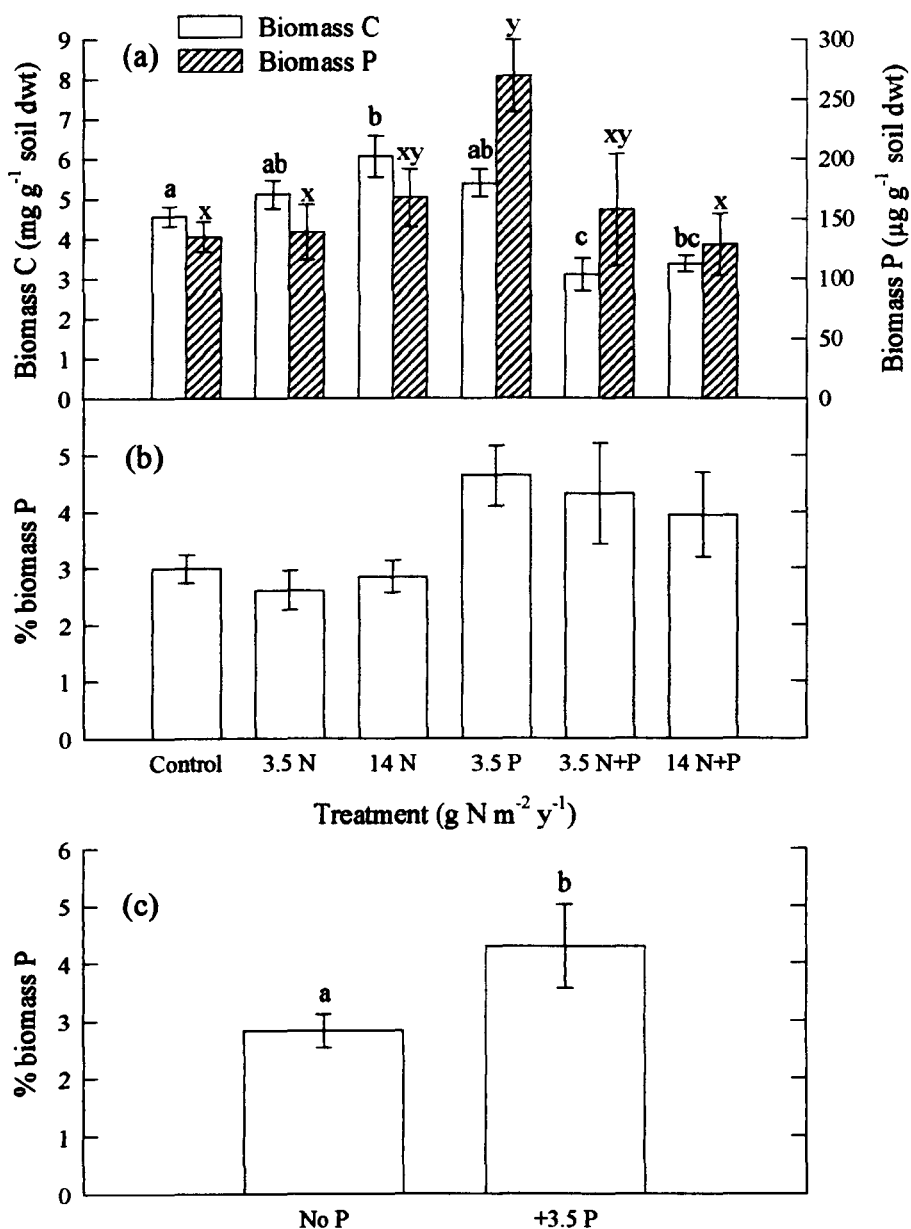 (a)
Biomass C
Biomass P
Biomass C (mg g⁻¹ soil dwt)
9
8
7
6
5
4
3
2
1
0
Biomass P (µg g⁻¹ soil dwt)
300
250
200
150
100
50
0
a
x
ab
x
b
xy
ab
y
c
xy
bc
x
(b)
% biomass P
5
4
3
2
1
0
Control
3.5 N
14 N
3.5 P
3.5 N+P
14 N+P
Treatment (g N m⁻² y⁻¹)
(c)
% biomass P
6
5
4
3
2
1
0
a
b
No P
+3.5 P